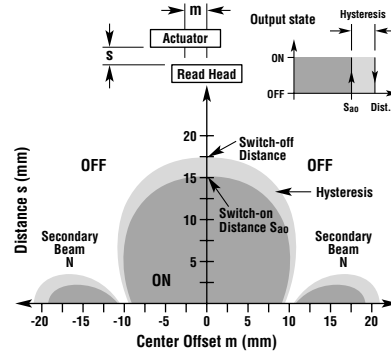 m
Actuator
S
Read Head
Output state
Hysteresis
ON
OFF
SAO
Dist.
Distance s (mm)
20
15
10
5
0
OFF
Switch-off
Distance
OFF
Hysteresis
Switch-on
Distance SAO
Secondary
Beam
N
Secondary
Beam
N
ON
-20 -15 -10 -5 0 5 10 15 20
Center Offset m (mm)